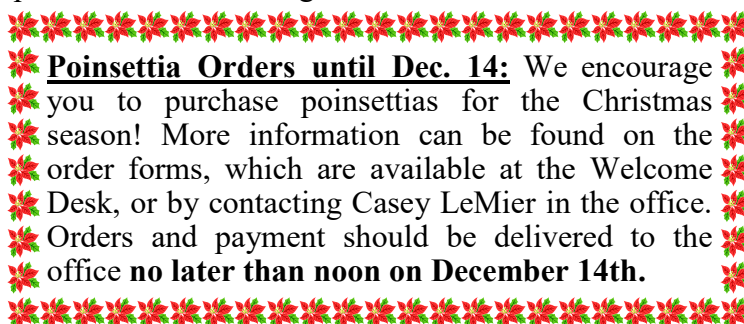 Poinsettia Orders until Dec. 14: We encourage
you to purchase poinsettias for the Christmas
season! More information can be found on the
order forms, which are available at the Welcome
Desk, or by contacting Casey LeMier in the office.
Orders and payment should be delivered to the
office no later than noon on December 14th.